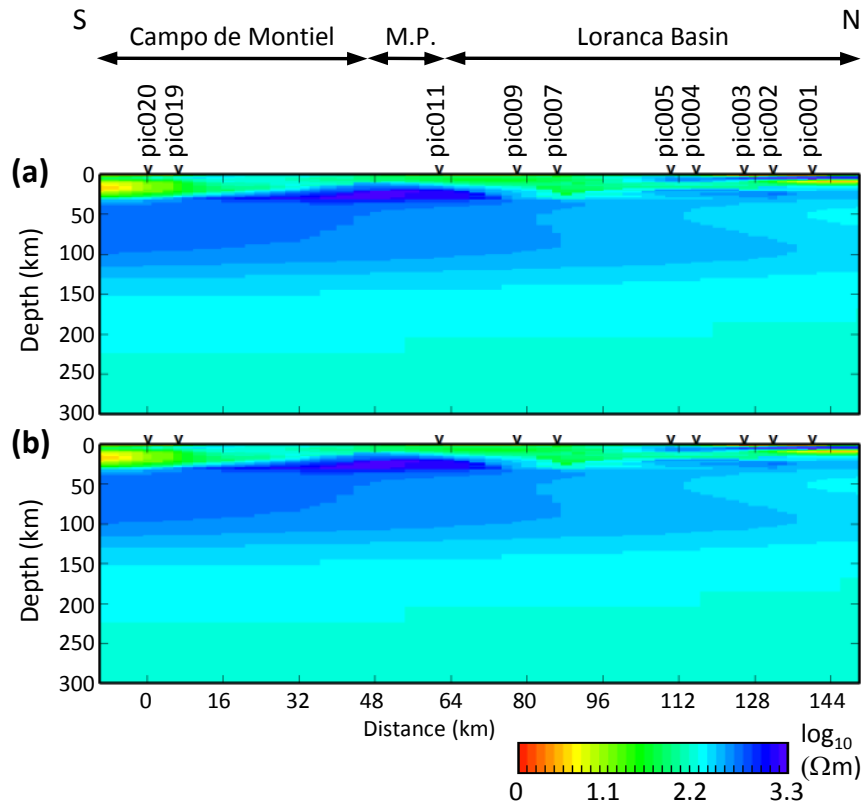 S N
Campo de Montiel M.P. Loranca Basin
pic020 pic019 pic011 pic009 pic007 pic005 pic004 pic003 pic002 pic001
(a)
0
50
100
150
200
250
300
Depth (km)
(b)
0
50
100
150
200
250
300
Depth (km)
0 16 32 48 64 80 96 112 128 144
Distance (km)
log₁₀
(Ωm)
0 1.1 2.2 3.3